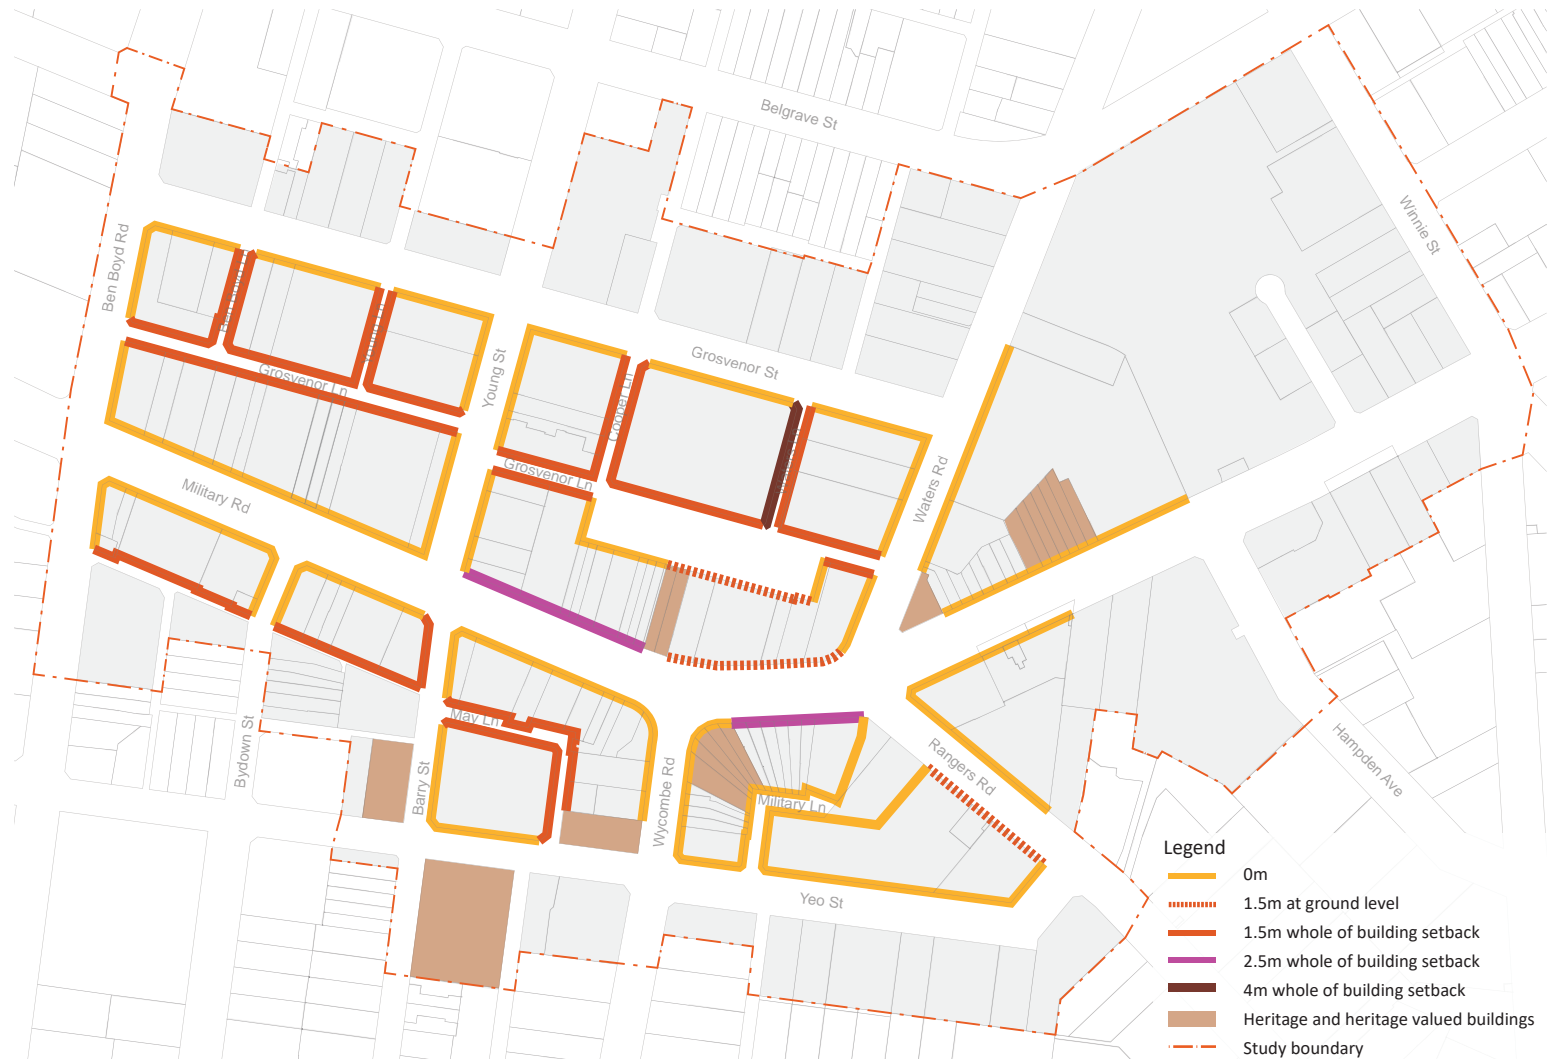 Belgrave St
Winnie St
Ben Boyd Rd
Grosvenor St
Grosvenor Ln
Young St
Cooper Ln
Grosvenor Ln
Waters Rd
Military Rd
Rangers Rd
Hampden Ave
May Ln
Bydown St
Barry St
Wycombe Rd
Military Ln
Yeo St
Legend
0m
1.5m at ground level
1.5m whole of building setback
2.5m whole of building setback
4m whole of building setback
Heritage and heritage valued buildings
Study boundary